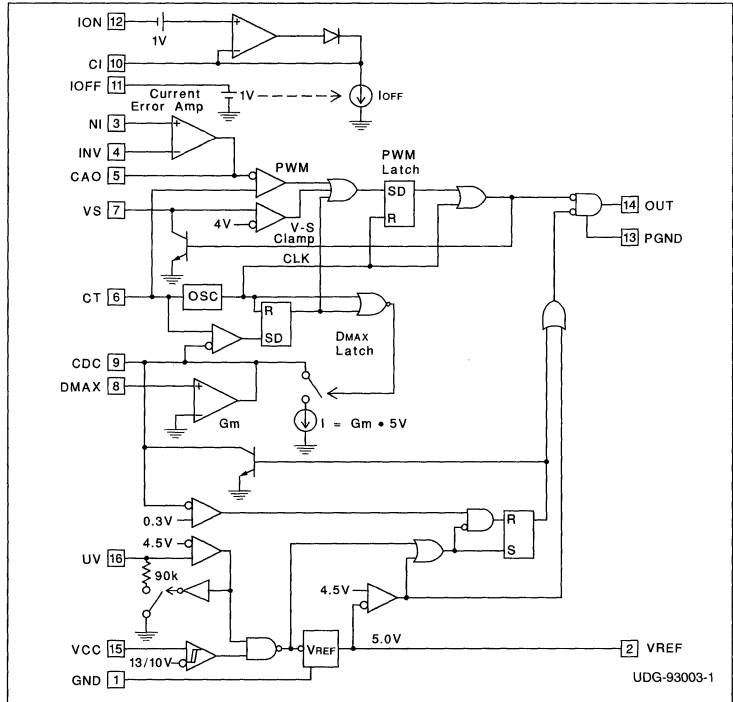 ION 12
1V
CI 10
IOFF 11
1V
IOFF
Current
Error Amp
NI 3
INV 4
CAO 5
PWM
PWM
Latch
SD
R
14 OUT
VS 7
4V
V-S
Clamp
13 PGND
CLK
CT 6
OSC
R
SD
DMAX
Latch
CDC 9
DMAX 8
Gm
I = Gm • 5V
0.3V
R
S
4.5V
UV 16
90k
4.5V
VCC 15
13/10V
VREF
5.0V
2 VREF
GND 1
UDG-93003-1
+
−
+
−
+
−